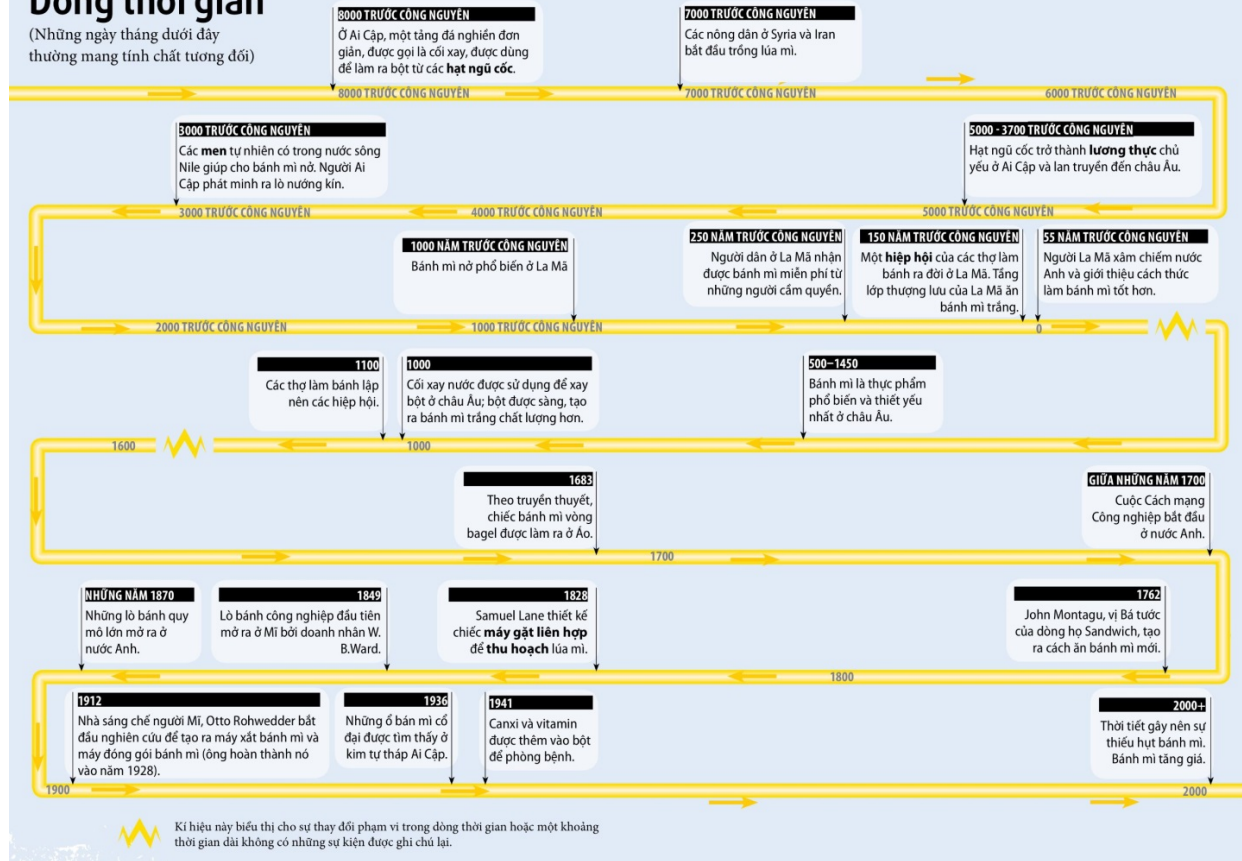 Dòng thời gian
(Những ngày tháng dưới đây
thường mang tính chất tương đối)
8000 TRƯỚC CÔNG NGUYÊN
Ở Ai Cập, một tảng đá nghiền đơn
giản, được gọi là cối xay, được dùng
để làm ra bột từ các hạt ngũ cốc.
7000 TRƯỚC CÔNG NGUYÊN
Các nông dân ở Syria và Iran
bắt đầu trồng lúa mì.
8000 TRƯỚC CÔNG NGUYÊN
7000 TRƯỚC CÔNG NGUYÊN
6000 TRƯỚC CÔNG NGUYÊN
3000 TRƯỚC CÔNG NGUYÊN
Các men tự nhiên có trong nước sông
Nile giúp cho bánh mì nở. Người Ai
Cập phát minh ra lò nướng kín.
5000 - 3700 TRƯỚC CÔNG NGUYÊN
Hạt ngũ cốc trở thành lương thực chủ
yếu ở Ai Cập và lan truyền đến châu Âu.
3000 TRƯỚC CÔNG NGUYÊN
4000 TRƯỚC CÔNG NGUYÊN
5000 TRƯỚC CÔNG NGUYÊN
1000 NĂM TRƯỚC CÔNG NGUYÊN
Bánh mì nở phổ biến ở La Mã
250 NĂM TRƯỚC CÔNG NGUYÊN
Người dân ở La Mã nhận
được bánh mì miễn phí từ
những người cầm quyền.
150 NĂM TRƯỚC CÔNG NGUYÊN
Một hiệp hội của các thợ làm
bánh ra đời ở La Mã. Tầng
lớp thượng lưu của La Mã ăn
bánh mì trắng.
55 NĂM TRƯỚC CÔNG NGUYÊN
Người La Mã xâm chiếm nước
Anh và giới thiệu cách thức
làm bánh mì tốt hơn.
2000 TRƯỚC CÔNG NGUYÊN
1000 TRƯỚC CÔNG NGUYÊN
0
1100
Các thợ làm bánh lập
nên các hiệp hội.
1000
Cối xay nước được sử dụng để xay
bột ở châu Âu; bột được sàng, tạo
ra bánh mì trắng chất lượng hơn.
500–1450
Bánh mì là thực phẩm
phổ biến và thiết yếu
nhất ở châu Âu.
1600
1000
1683
Theo truyền thuyết,
chiếc bánh mì vòng
bagel được làm ra ở Áo.
GIỮA NHỮNG NĂM 1700
Cuộc Cách mạng
Công nghiệp bắt đầu
ở nước Anh.
1700
NHỮNG NĂM 1870
Những lò bánh quy
mô lớn mở ra ở
nước Anh.
1849
Lò bánh công nghiệp đầu tiên
mở ra ở Mĩ bởi doanh nhân W.
B.Ward.
1828
Samuel Lane thiết kế
chiếc máy gặt liên hợp
để thu hoạch lúa mì.
1762
John Montagu, vị Bá tước
của dòng họ Sandwich, tạo
ra cách ăn bánh mì mới.
1800
1912
Nhà sáng chế người Mĩ, Otto Rohwedder bắt
đầu nghiên cứu để tạo ra máy xắt bánh mì và
máy đóng gói bánh mì (ông hoàn thành nó
vào năm 1928).
1936
Những ổ bán mì cổ
đại được tìm thấy ở
kim tự tháp Ai Cập.
1941
Canxi và vitamin
được thêm vào bột
để phòng bệnh.
2000+
Thời tiết gây nên sự
thiếu hụt bánh mì.
Bánh mì tăng giá.
1900
2000
Kí hiệu này biểu thị cho sự thay đổi phạm vi trong dòng thời gian hoặc một khoảng
thời gian dài không có những sự kiện được ghi chú lại.